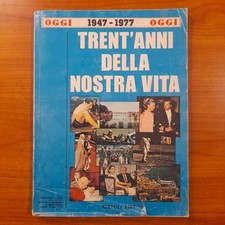 OGGI 1947-1977 OGGI
TRENT'ANNI
DELLA
NOSTRA VITA